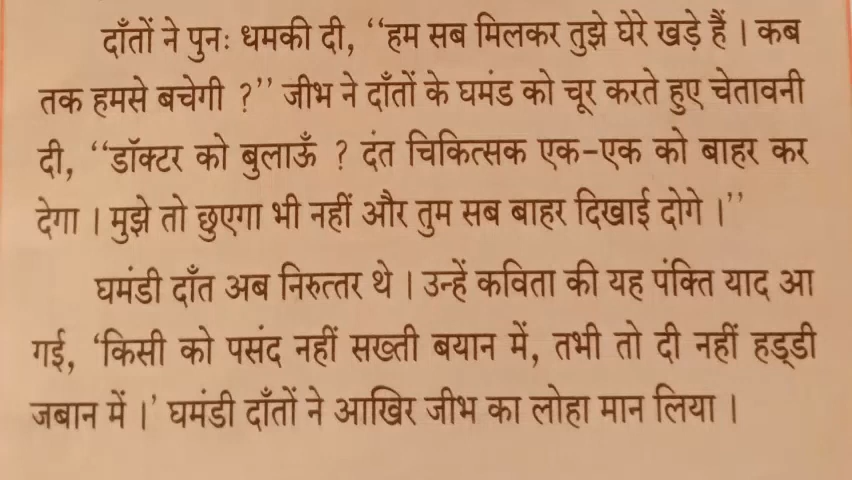 दाँतों ने पुनः धमकी दी, ‘‘हम सब मिलकर तुझे घेरे खड़े हैं । कब
तक हमसे बचेगी ?’’ जीभ ने दाँतों के घमंड को चूर करते हुए चेतावनी
दी, ‘‘डॉक्टर को बुलाऊँ ? दंत चिकित्सक एक-एक को बाहर कर
देगा । मुझे तो छुएगा भी नहीं और तुम सब बाहर दिखाई दोगे ।’’
घमंडी दाँत अब निरुत्तर थे । उन्हें कविता की यह पंक्ति याद आ
गई, ‘किसी को पसंद नहीं सख्ती बयान में, तभी तो दी नहीं हड्‌डी
जबान में ।’ घमंडी दाँतों ने आखिर जीभ का लोहा मान लिया ।